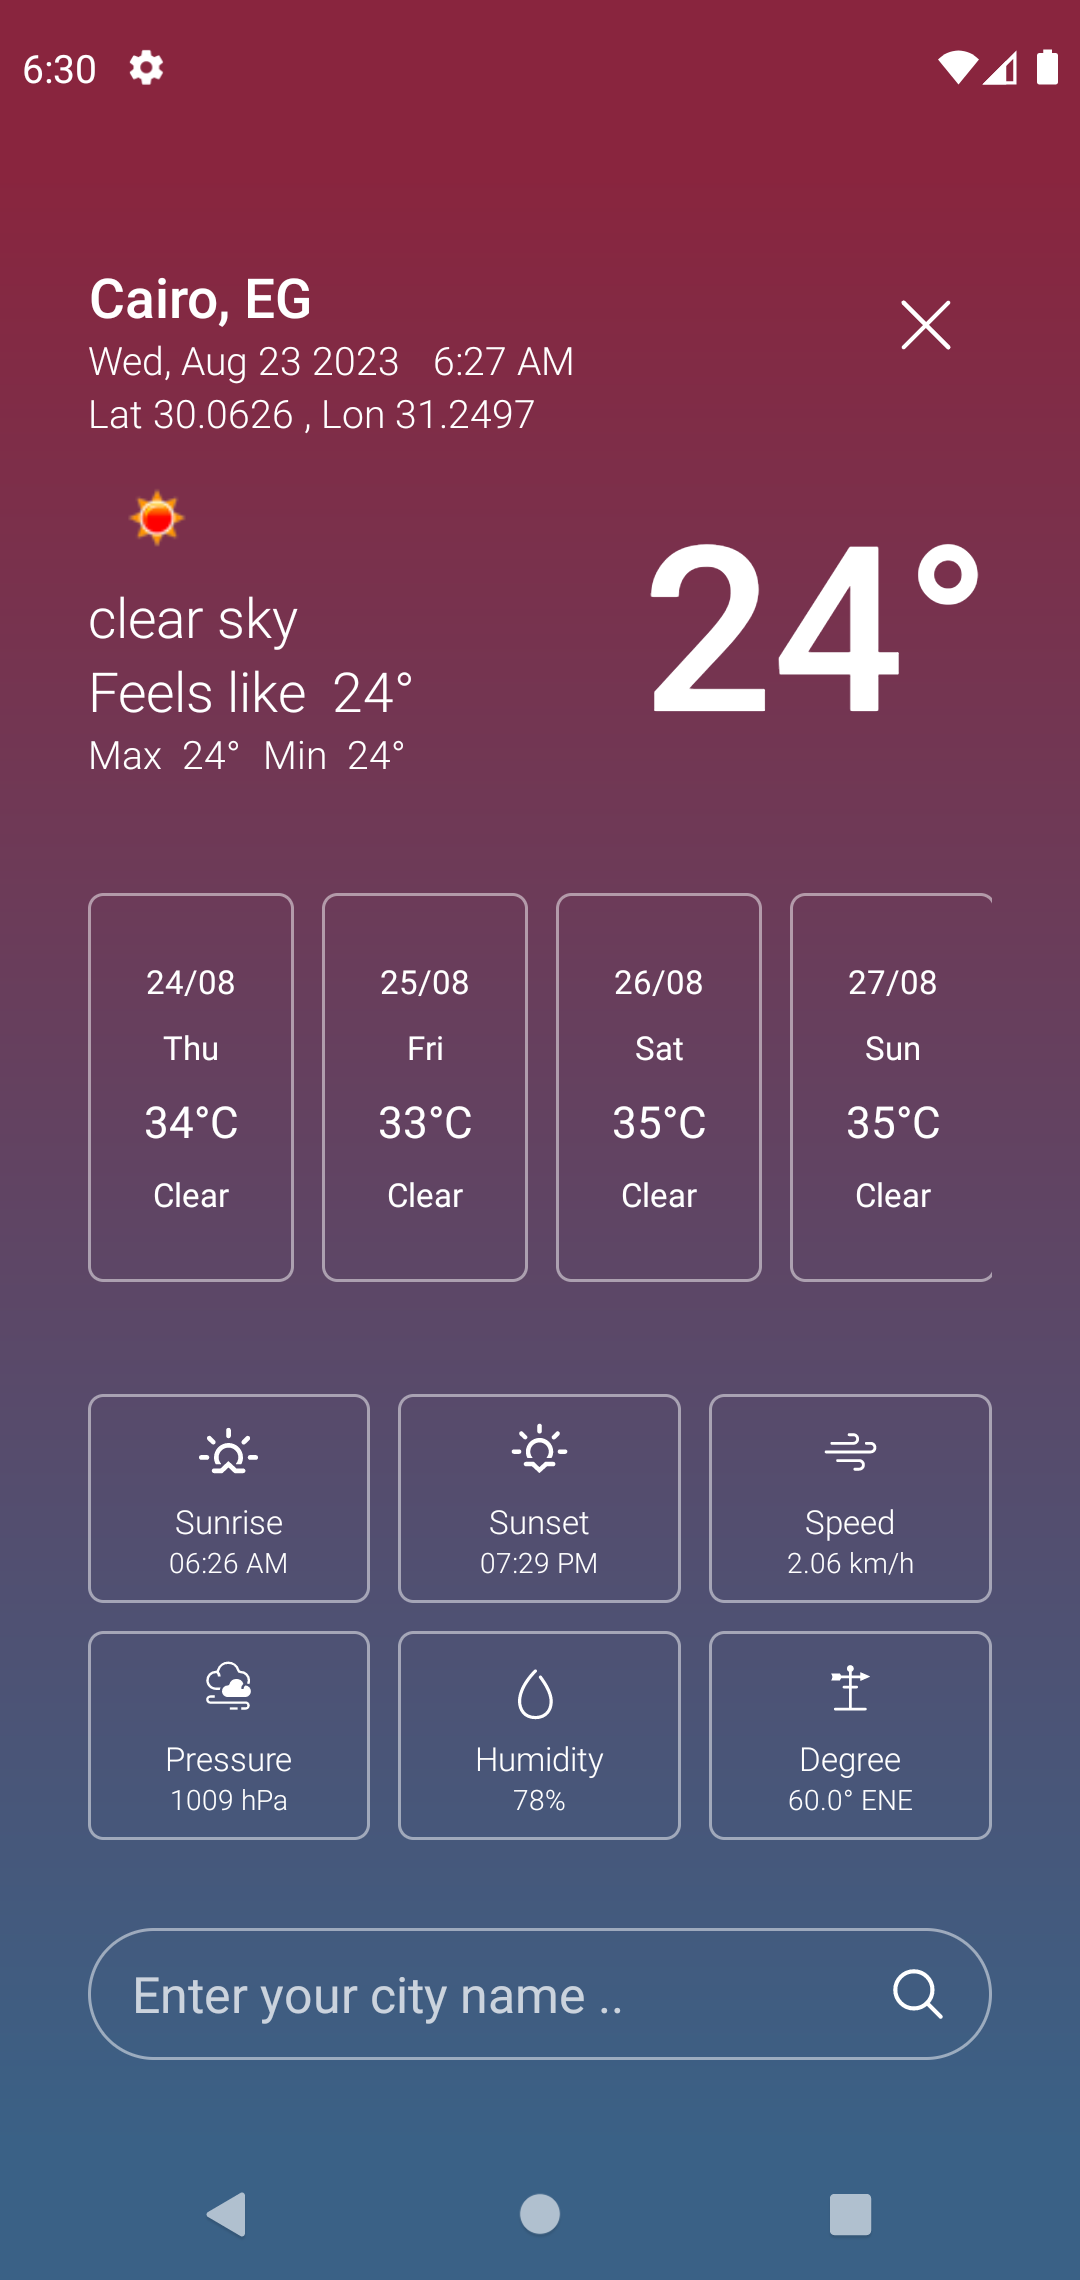 6:30
Cairo, EG
Wed, Aug 23 2023 6:27 AM
Lat 30.0626 , Lon 31.2497
24°
clear sky
Feels like 24°
Max 24° Min 24°
24/08
Thu
34°C
Clear
25/08
Fri
33°C
Clear
26/08
Sat
35°C
Clear
27/08
Sun
35°C
Clear
Sunrise
06:26 AM
Sunset
07:29 PM
Speed
2.06 km/h
Pressure
1009 hPa
Humidity
78%
Degree
60.0° ENE
Enter your city name ..